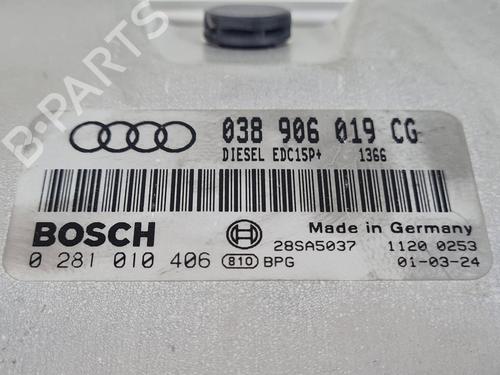 038 906 019 CG
DIESEL EDC15P+ 1366
BOSCH
Made in Germany
28SA5037 1120 0253
0 281 010 406 810 BPG 01-03-24
B-PARTS